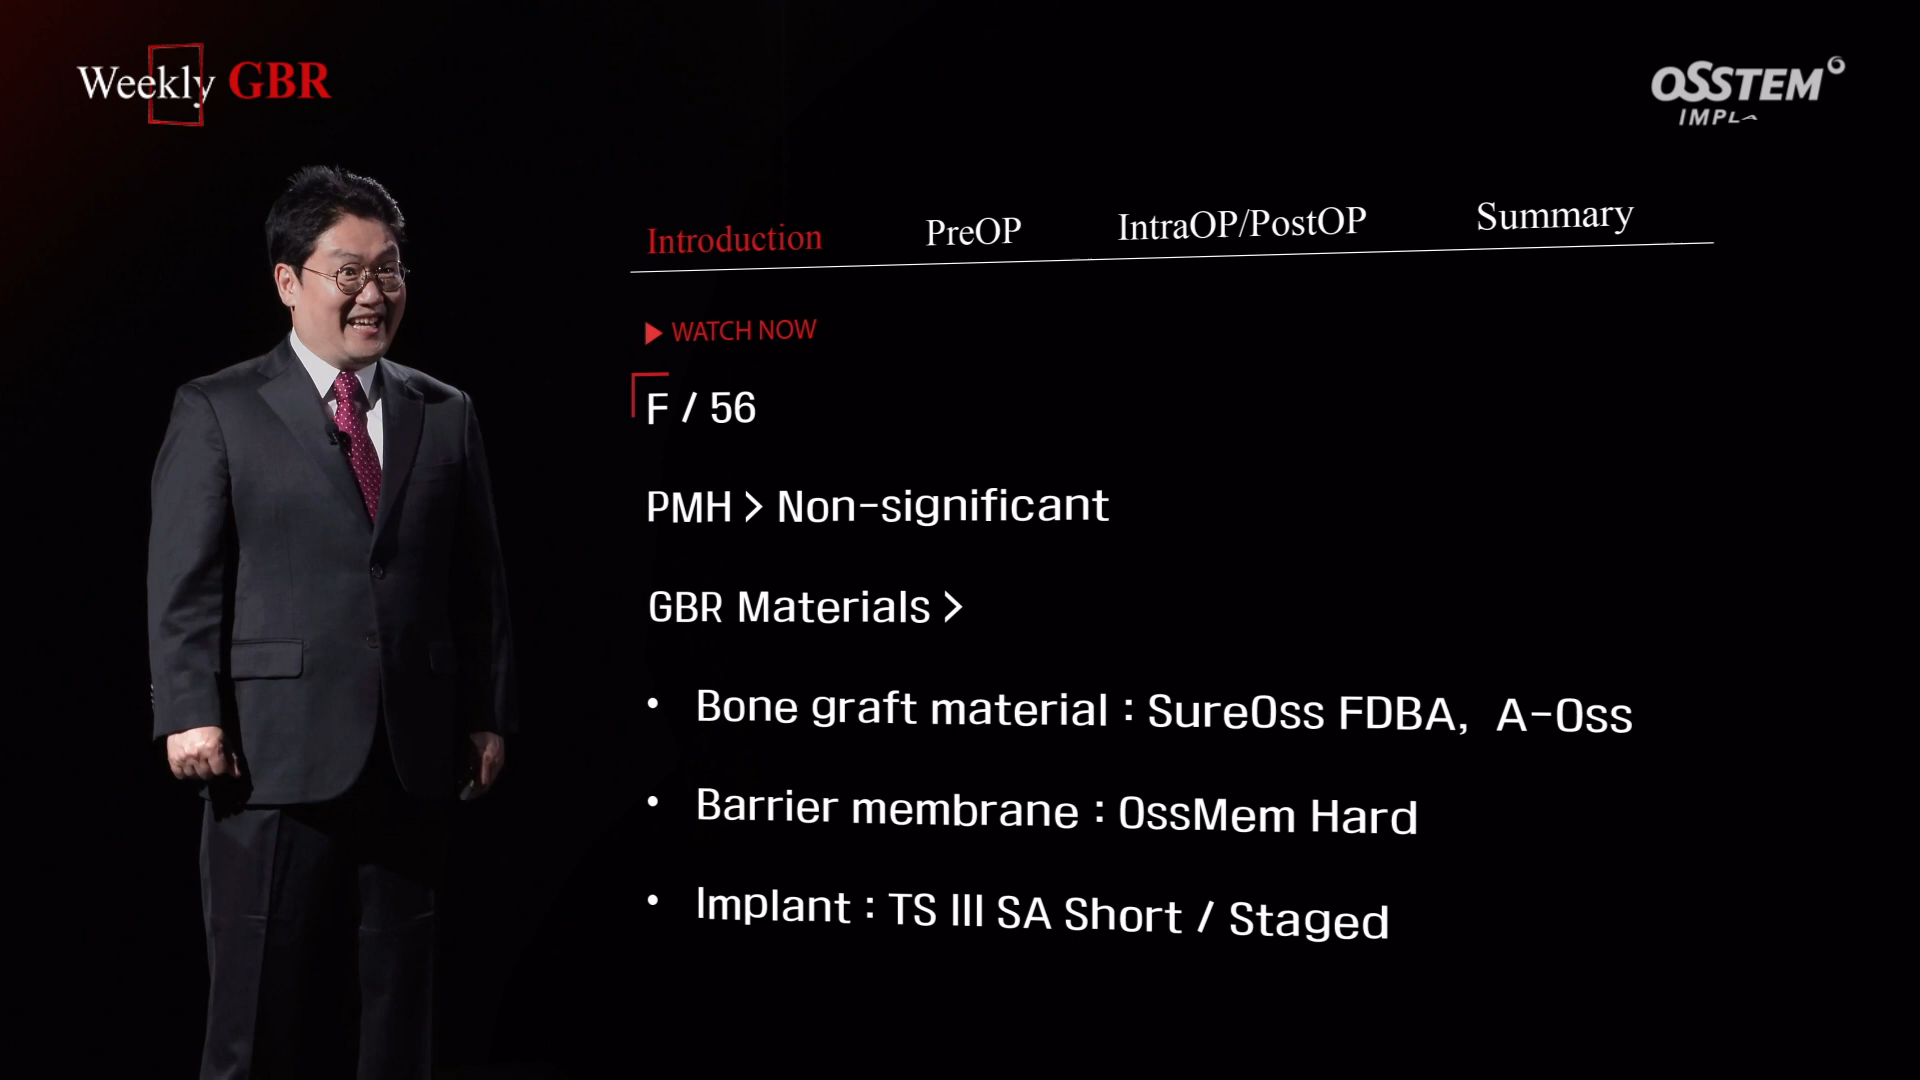 Weekly GBR
OSSTEM
IMPLA
Introduction PreOP IntraOP/PostOP Summary
WATCH NOW
F / 56
PMH > Non-significant
GBR Materials >
• Bone graft material : SureOss FDBA, A-Oss
• Barrier membrane : OssMem Hard
• Implant : TS III SA Short / Staged